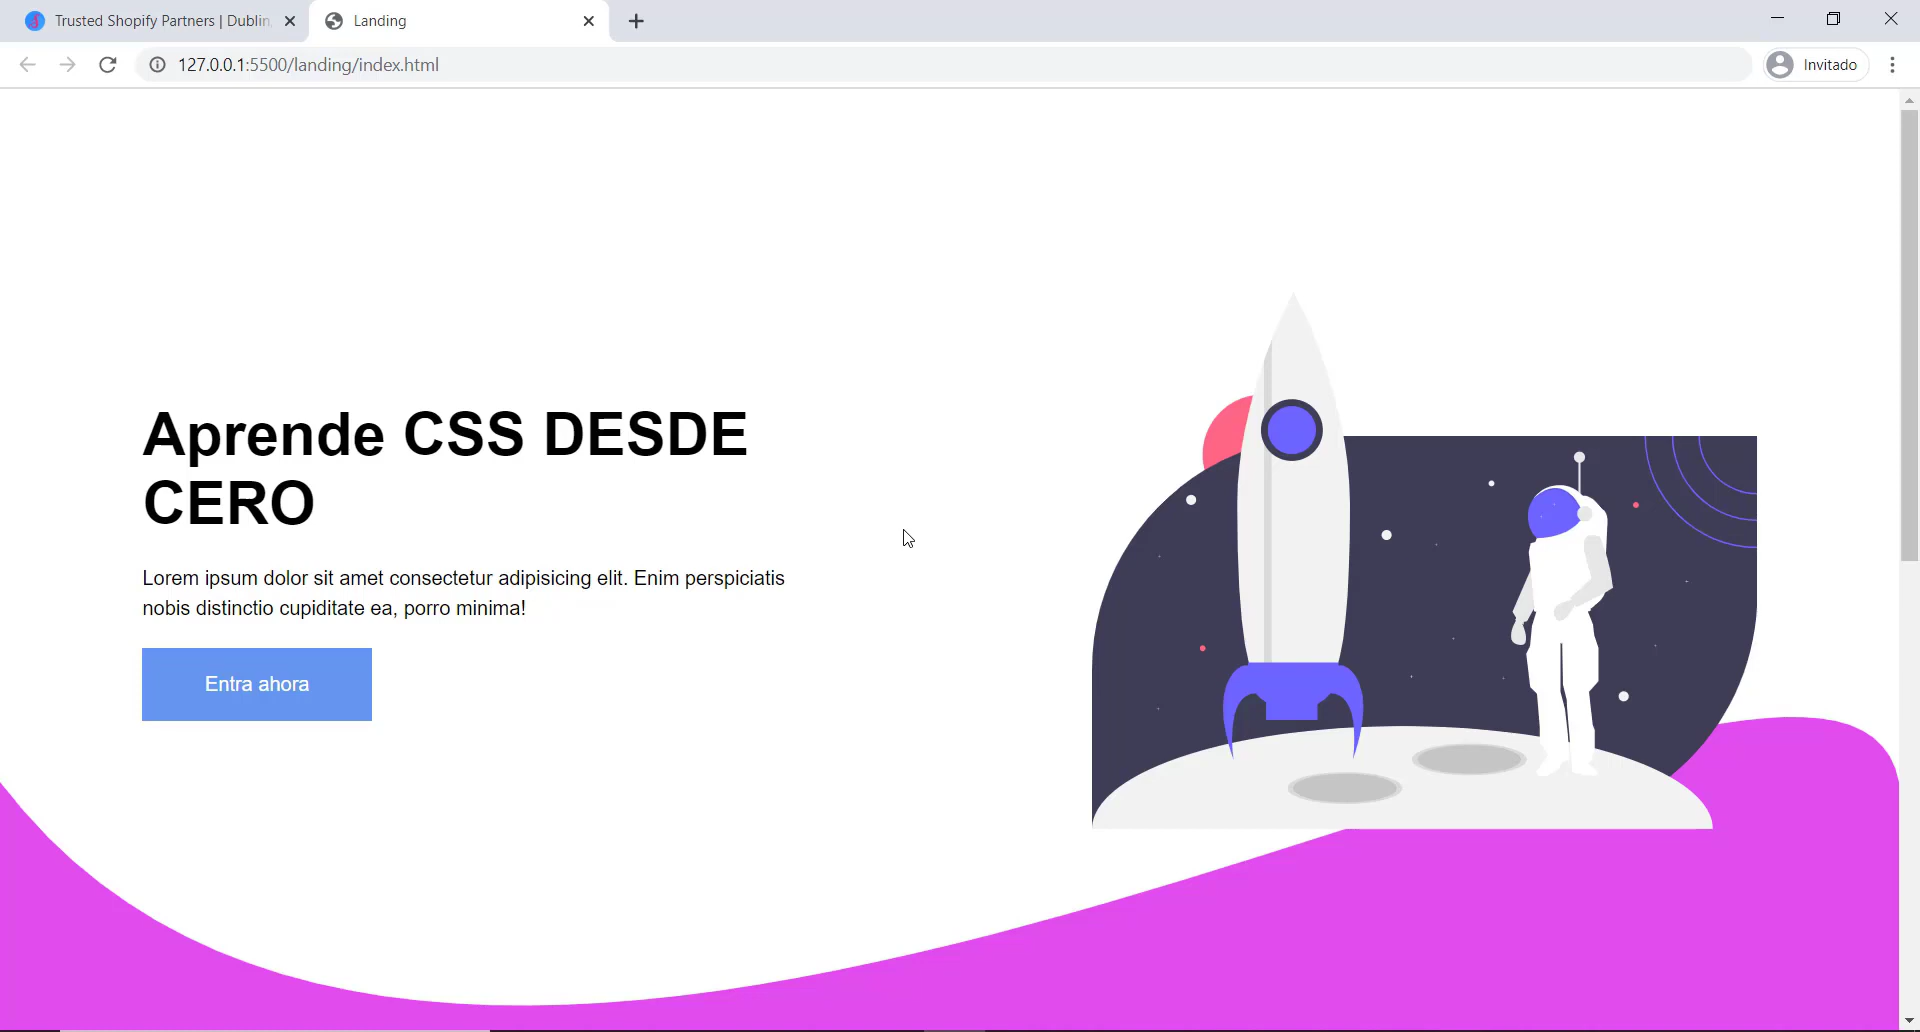 Trusted Shopify Partners | Dublin
Landing
127.0.0.1:5500/landing/index.html
Invitado
Aprende CSS DESDE
CERO
Lorem ipsum dolor sit amet consectetur adipisicing elit. Enim perspiciatis
nobis distinctio cupiditate ea, porro minima!
Entra ahora